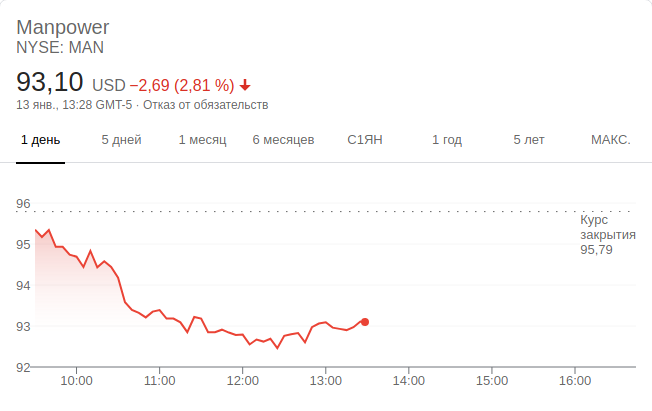 Manpower
NYSE: MAN
93,10 USD −2,69 (2,81 %)
13 янв., 13:28 GMT-5 · Отказ от обязательств
1 день 5 дней 1 месяц 6 месяцев С1ЯН 1 год 5 лет МАКС.
96
Курс
закрытия
95
95,79
94
93
92
10:00 11:00 12:00 13:00 14:00 15:00 16:00